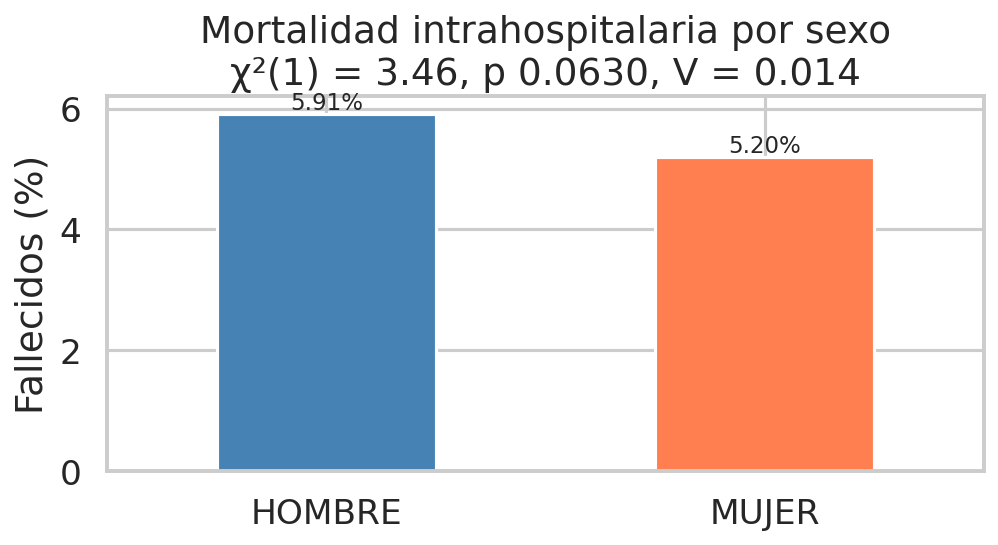 Mortalidad intrahospitalaria por sexo
χ²(1) = 3.46, p 0.0630, V = 0.014
5.91%
5.20%
Fallecidos (%)
6
4
2
0
HOMBRE
MUJER